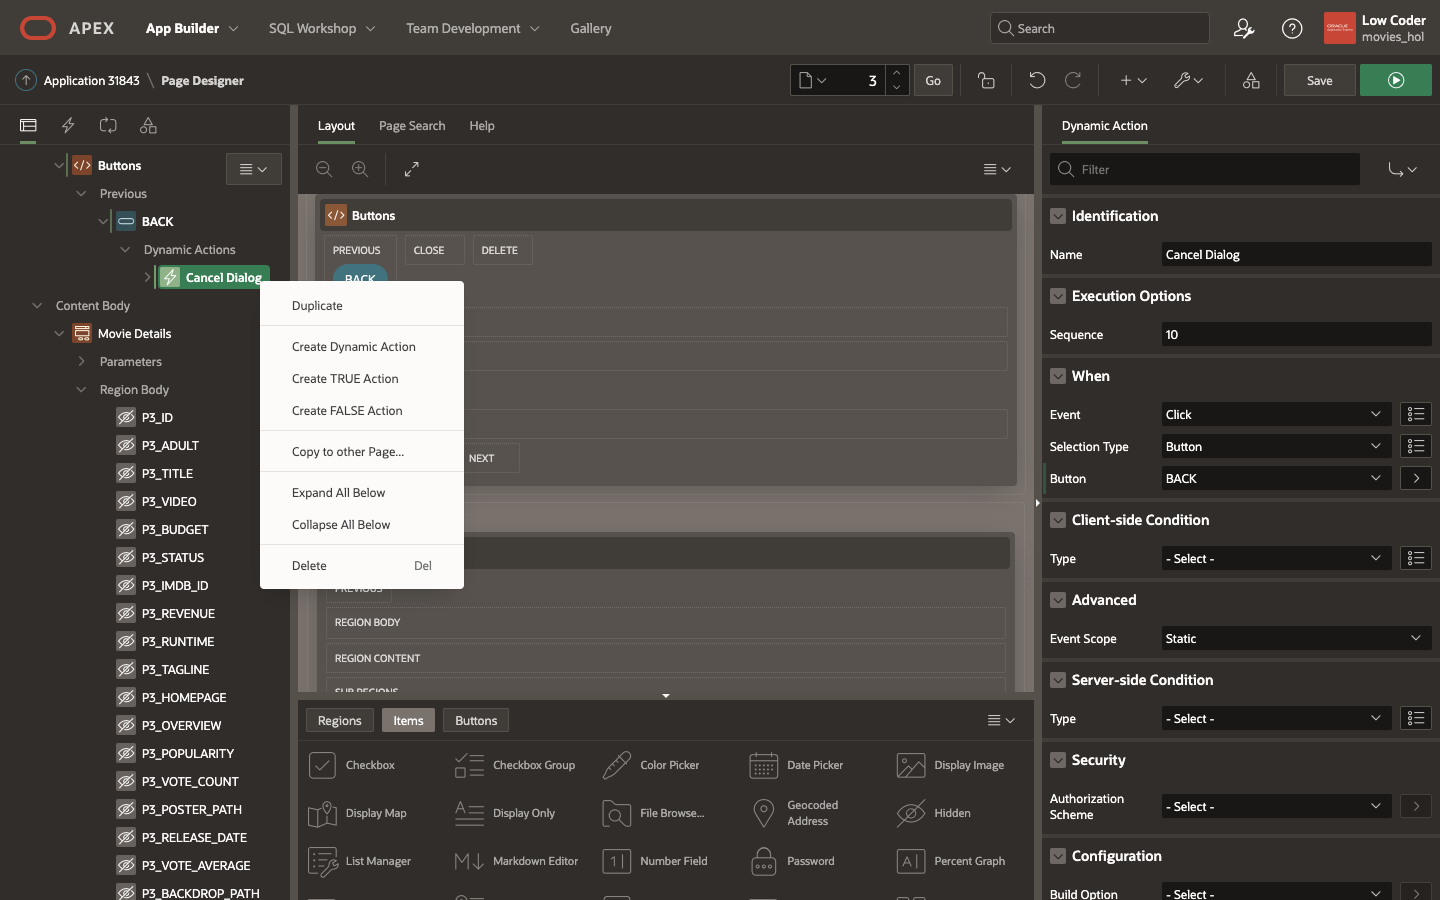 APEX
App Builder
SQL Workshop
Team Development
Gallery
Search
Low Coder
movies_hol
Application 31843 \ Page Designer
3
Go
Save
Buttons
Previous
BACK
Dynamic Actions
Cancel Dialog
Content Body
Movie Details
Parameters
Region Body
P3_ID
P3_ADULT
P3_TITLE
P3_VIDEO
P3_BUDGET
P3_STATUS
P3_IMDB_ID
P3_REVENUE
P3_RUNTIME
P3_TAGLINE
P3_HOMEPAGE
P3_OVERVIEW
P3_POPULARITY
P3_VOTE_COUNT
P3_POSTER_PATH
P3_RELEASE_DATE
P3_VOTE_AVERAGE
P3_BACKDROP_PATH
Duplicate
Create Dynamic Action
Create TRUE Action
Create FALSE Action
Copy to other Page...
Expand All Below
Collapse All Below
Delete Del
Layout
Page Search
Help
Buttons
PREVIOUS
CLOSE
DELETE
BACK
NEXT
PREVIOUS
REGION BODY
REGION CONTENT
SUB REGIONS
Regions
Items
Buttons
Checkbox
Checkbox Group
Color Picker
Date Picker
Display Image
Display Map
Display Only
File Browse...
Geocoded
Address
Hidden
List Manager
Markdown Editor
Number Field
Password
Percent Graph
Dynamic Action
Filter
Identification
Name Cancel Dialog
Execution Options
Sequence 10
When
Event Click
Selection Type Button
Button BACK
Client-side Condition
Type - Select -
Advanced
Event Scope Static
Server-side Condition
Type - Select -
Security
Authorization
Scheme - Select -
Configuration
Build Option - Select -